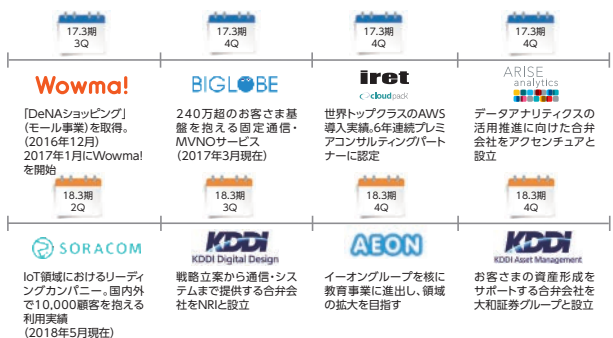 17.3期
3Q
17.3期
4Q
17.3期
4Q
17.3期
4Q
Wowma!
BIGLOBE
iret
cloudpack
ARISE
analytics
「DeNAショッピング」
(モール事業)を取得。
(2016年12月)
2017年1月にWowma!
を開始
240万超のお客さま基
盤を抱える固定通信・
MVNOサービス
(2017年3月現在)
世界トップクラスのAWS
導入実績。6年連続プレミ
アコンサルティングパート
ナーに認定
データアナリティクスの
活用推進に向けた合弁
会社をアクセンチュアと
設立
18.3期
2Q
18.3期
3Q
18.3期
4Q
18.3期
4Q
SORACOM
KDDI
KDDI Digital Design
AEON
KDDI
KDDI Asset Management
IoT領域におけるリーディ
ングカンパニー。国内外
で10,000顧客を抱える
利用実績
(2018年5月現在)
戦略立案から通信・シス
テムまで提供する合弁会
社をNRIと設立
イーオングループを核に
教育事業に進出し、領域
の拡大を目指す
お客さまの資産形成を
サポートする合弁会社を
大和証券グループと設立